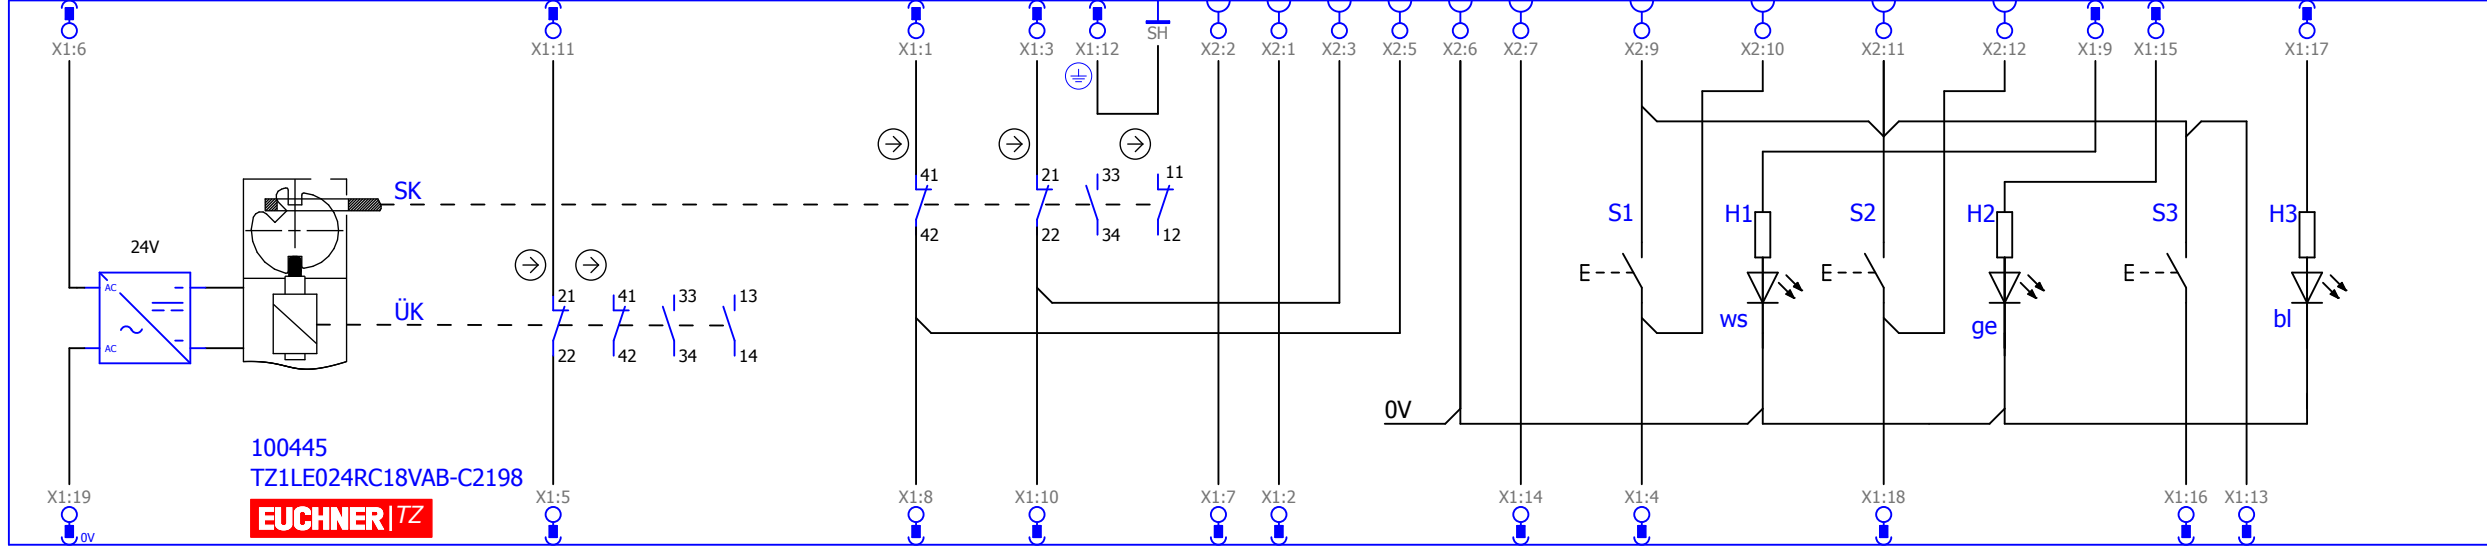 X1:6 X1:11 X1:1 X1:3 X1:12 SH X2:2 X2:1 X2:3 X2:5 X2:6 X2:7 X2:9 X2:10 X2:11 X2:12 X1:9 X1:15 X1:17
41 21 33 11
SK
42 22 34 12
S1 H1 S2 H2 S3 H3
24V
E E E
AC
21 41 33 13
ÜK
ws ge bl
AC
22 42 34 14
0V
100445
TZ1LE024RC18VAB-C2198
X1:19 X1:5 X1:8 X1:10 X1:7 X1:2 X1:14 X1:4 X1:18 X1:16 X1:13
EUCHNER TZ
0V